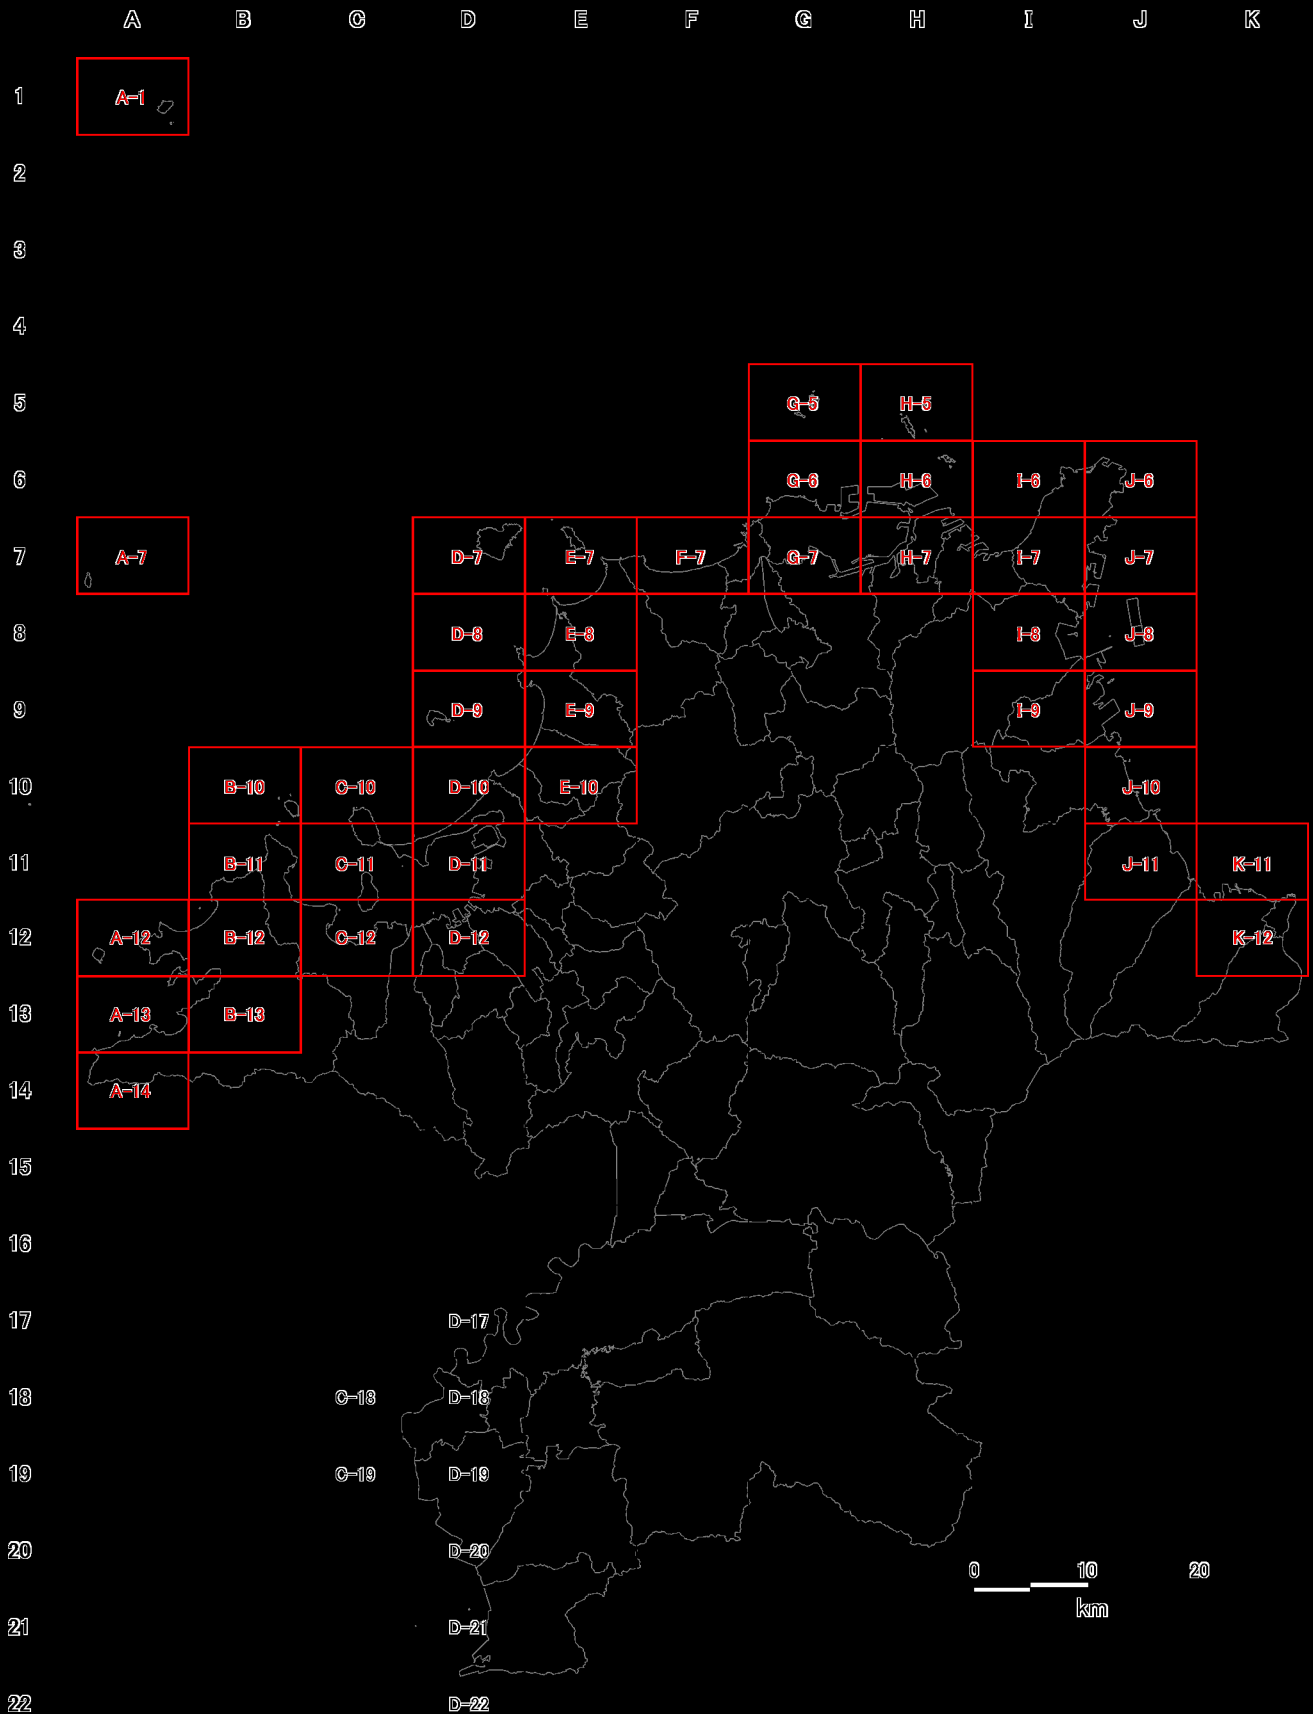 A B C D E F G H I J K
1 A-1
2
3
4
5 G-5 H-5
6 G-6 H-6 I-6 J-6
7 A-7 D-7 E-7 F-7 G-7 H-7 I-7 J-7
8 D-8 E-8 I-8 J-8
9 D-9 E-9 I-9 J-9
10 B-10 C-10 D-10 E-10 J-10
11 B-11 C-11 D-11 J-11 K-11
12 A-12 B-12 C-12 D-12 K-12
13 A-13 B-13
14 A-14
15
16
17 D-17
18 C-18 D-18
19 C-19 D-19
20 D-20
0 10 20
km
21 D-21
22 D-22